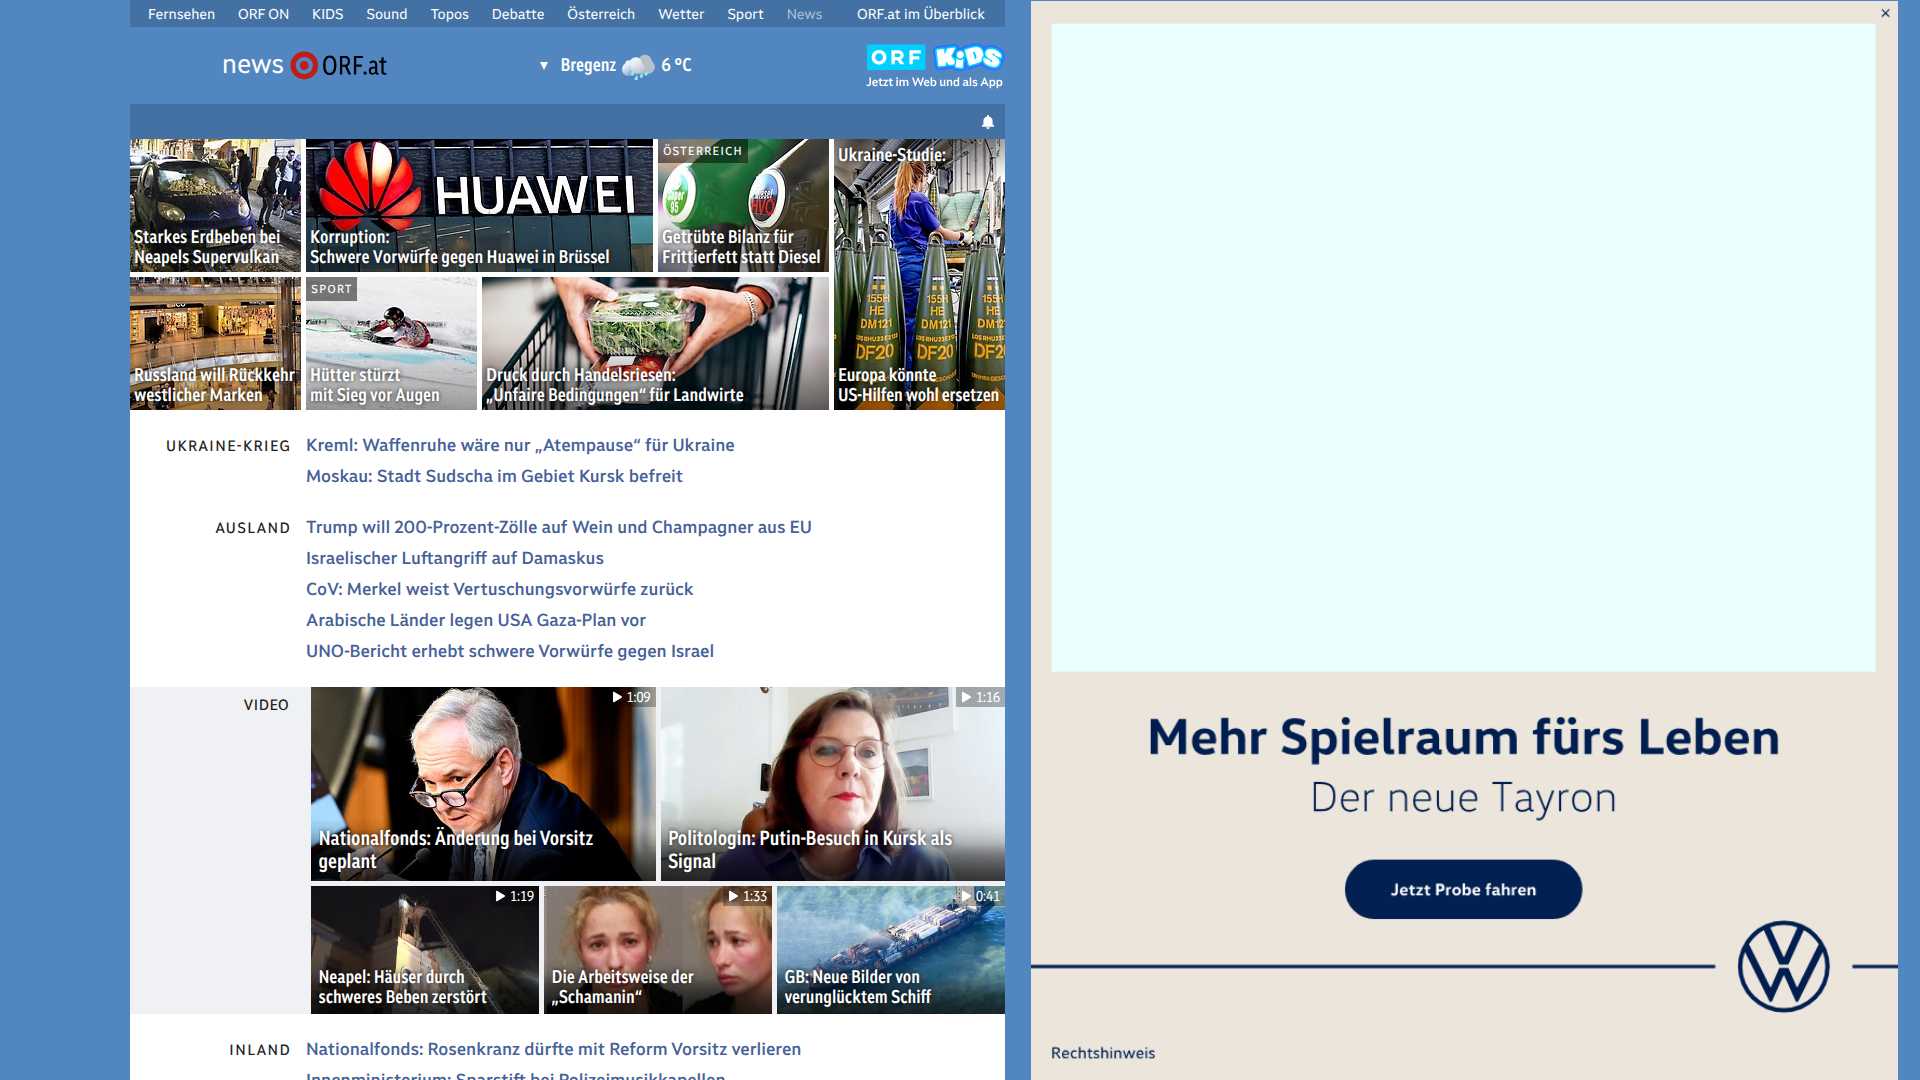 Fernsehen ORF ON KIDS Sound Topos Debatte Österreich Wetter Sport News ORF.at im Überblick
news ORF.at
▼ Bregenz 6 °C
ORF KiDS
Jetzt im Web und als App
Starkes Erdbeben bei
Neapels Supervulkan
HUAWEI
Korruption:
Schwere Vorwürfe gegen Huawei in Brüssel
ÖSTERREICH
Getrübte Bilanz für
Frittierfett statt Diesel
Ukraine-Studie:
155H
HE
DM121
DF20
Europa könnte
US-Hilfen wohl ersetzen
Russland will Rückkehr
westlicher Marken
SPORT
Hütter stürzt
mit Sieg vor Augen
Druck durch Handelsriesen:
„Unfaire Bedingungen“ für Landwirte
UKRAINE-KRIEG
Kreml: Waffenruhe wäre nur „Atempause“ für Ukraine
Moskau: Stadt Sudscha im Gebiet Kursk befreit
AUSLAND
Trump will 200-Prozent-Zölle auf Wein und Champagner aus EU
Israelischer Luftangriff auf Damaskus
CoV: Merkel weist Vertuschungsvorwürfe zurück
Arabische Länder legen USA Gaza-Plan vor
UNO-Bericht erhebt schwere Vorwürfe gegen Israel
VIDEO
1:09
Nationalfonds: Änderung bei Vorsitz
geplant
1:16
Politologin: Putin-Besuch in Kursk als
Signal
1:19
Neapel: Häuser durch
schweres Beben zerstört
1:33
Die Arbeitsweise der
„Schamanin“
0:41
GB: Neue Bilder von
verunglücktem Schiff
INLAND
Nationalfonds: Rosenkranz dürfte mit Reform Vorsitz verlieren
Innenministerium: Sparstift bei Polizeimusikkapellen
Mehr Spielraum fürs Leben
Der neue Tayron
Jetzt Probe fahren
Rechtshinweis